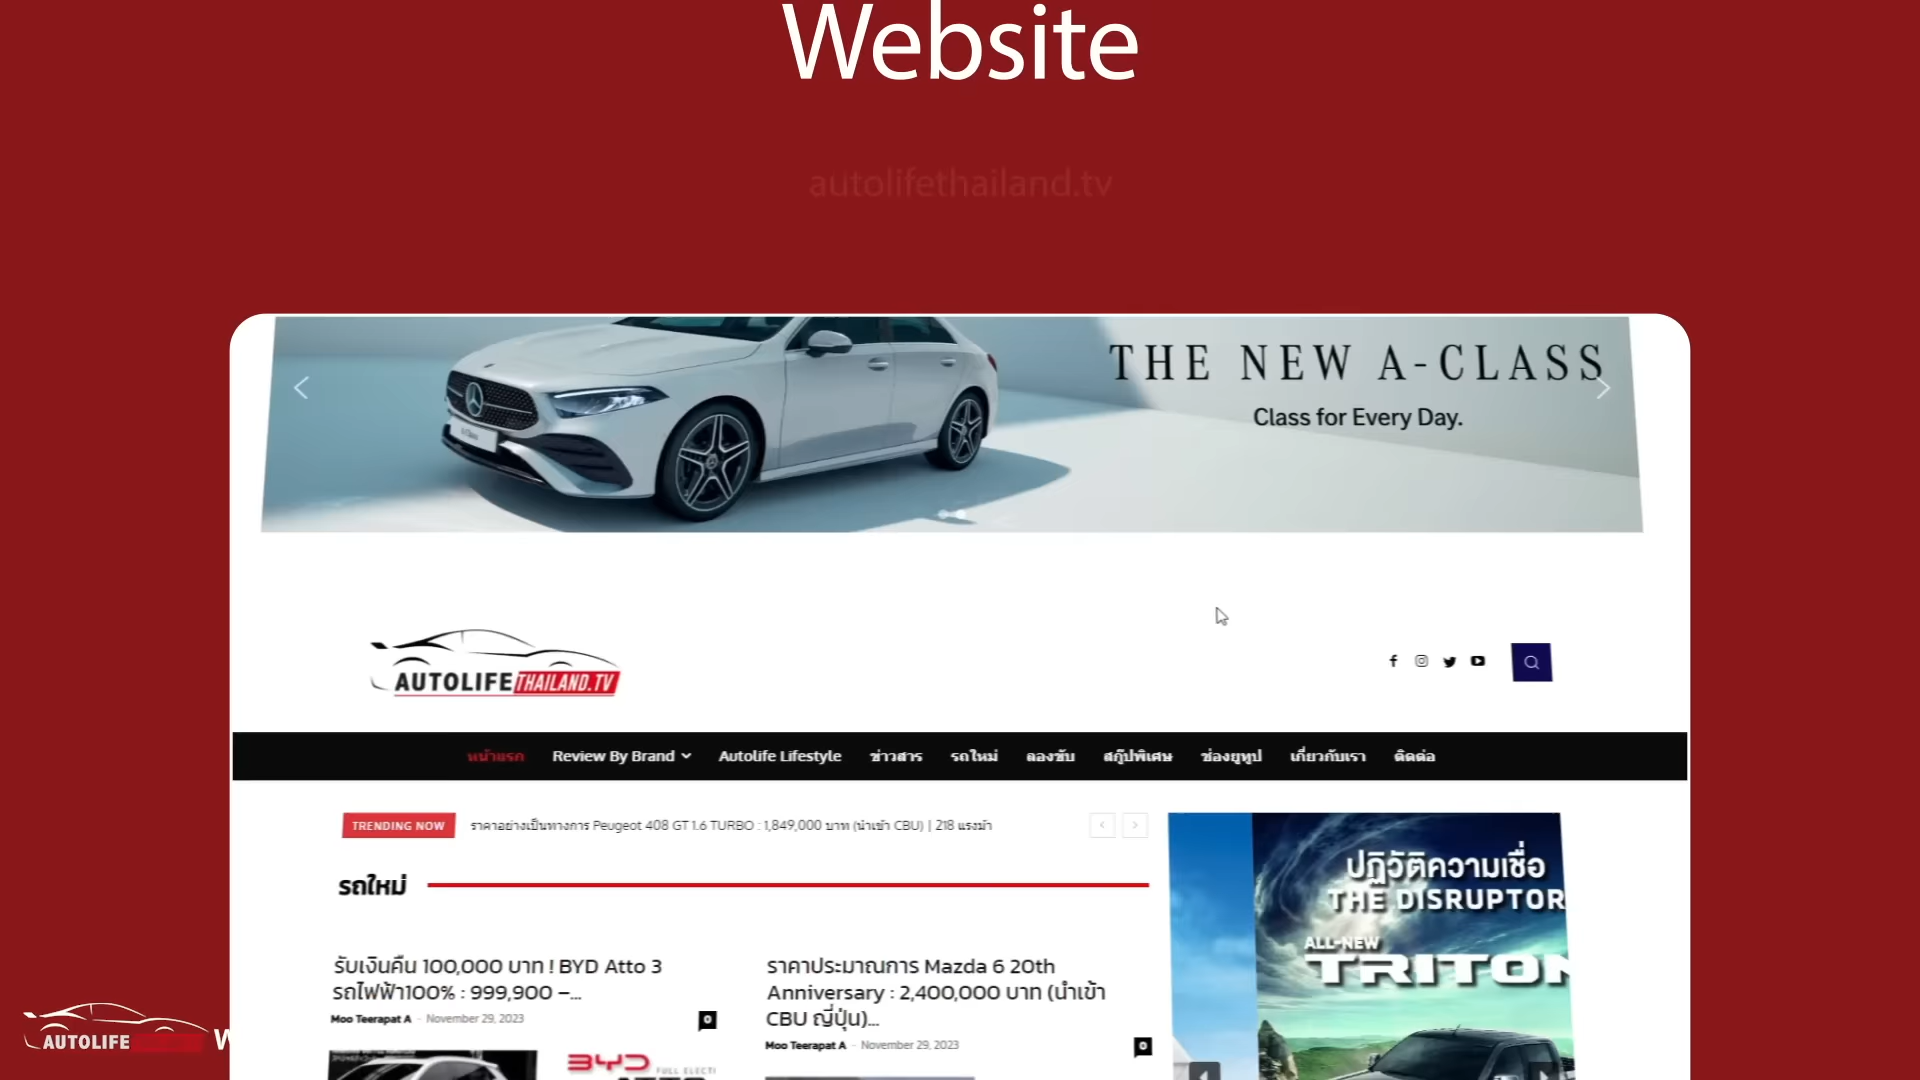 Website
autolifethailand.tv
THE NEW A-CLASS
Class for Every Day.
AUTOLIFE THAILAND.TV
หน้าแรก Review By Brand Autolife Lifestyle ข่าวสาร รถใหม่ ลองขับ สกู๊ปพิเศษ ช่องยูทูป เกี่ยวกับเรา ติดต่อ
TRENDING NOW ราคาอย่างเป็นทางการ Peugeot 408 GT 1.6 TURBO : 1,849,000 บาท (นำเข้า CBU) | 218 แรงม้า
รถใหม่
รับเงินคืน 100,000 บาท ! BYD Atto 3
รถไฟฟ้า100% : 999,900 –...
Moo Teerapat A - November 29, 2023 0
ราคาประมาณการ Mazda 6 20th
Anniversary : 2,400,000 บาท (นำเข้า
CBU ญี่ปุ่น)...
Moo Teerapat A - November 29, 2023 0
ปฏิวัติความเชื่อ
THE DISRUPTOR
ALL-NEW
TRITON
BYD FULL ELECTI
AUTOLIFE W